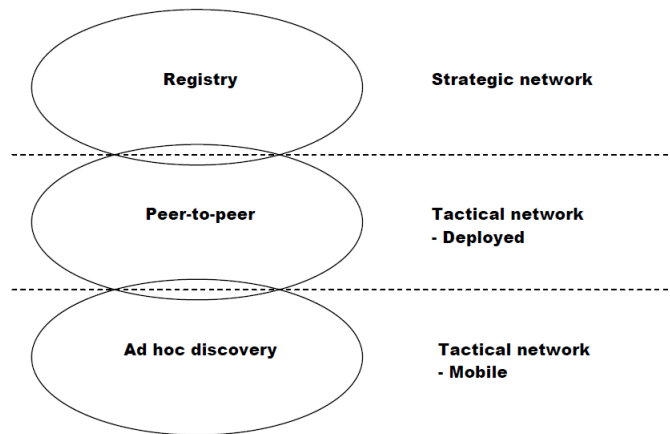 Registry
Strategic network
Peer-to-peer
Tactical network
- Deployed
Ad hoc discovery
Tactical network
- Mobile